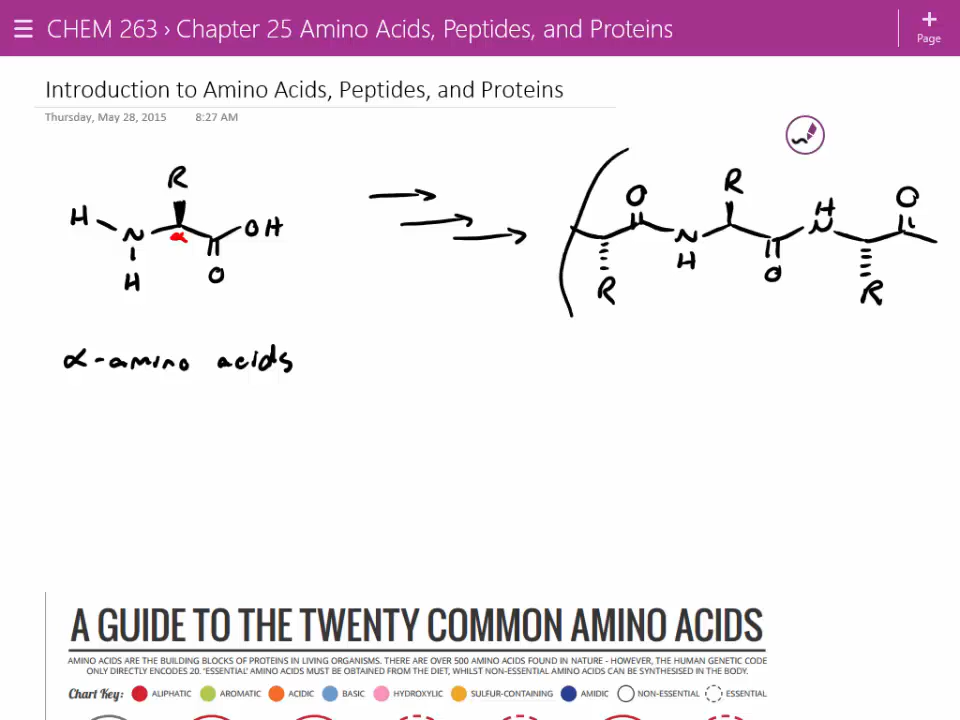 CHEM 263 › Chapter 25 Amino Acids, Peptides, and Proteins
Page
Introduction to Amino Acids, Peptides, and Proteins
Thursday, May 28, 2015 8:27 AM
R
H
N
H
α
OH
O
O
R
N
H
R
O
H
N
R
O
α-amino acids
A GUIDE TO THE TWENTY COMMON AMINO ACIDS
AMINO ACIDS ARE THE BUILDING BLOCKS OF PROTEINS IN LIVING ORGANISMS. THERE ARE OVER 500 AMINO ACIDS FOUND IN NATURE - HOWEVER, THE HUMAN GENETIC CODE
ONLY DIRECTLY ENCODES 20. 'ESSENTIAL' AMINO ACIDS MUST BE OBTAINED FROM THE DIET, WHILST NON-ESSENTIAL AMINO ACIDS CAN BE SYNTHESISED IN THE BODY.
Chart Key: ALIPHATIC AROMATIC ACIDIC BASIC HYDROXYLIC SULFUR-CONTAINING AMIDIC NON-ESSENTIAL ESSENTIAL